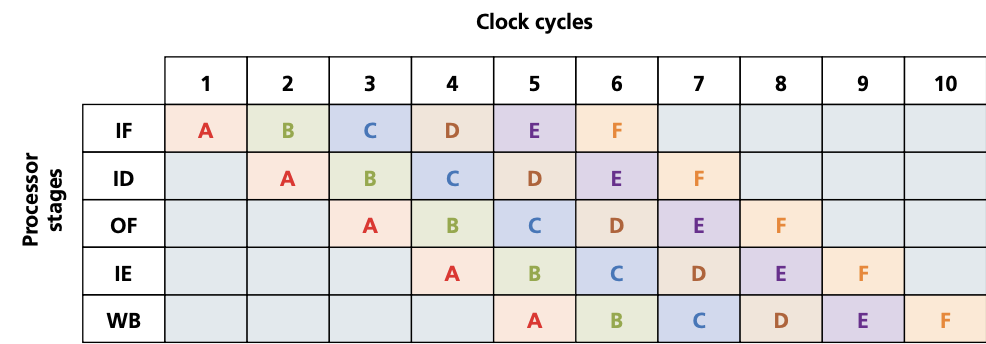 Clock cycles
1 2 3 4 5 6 7 8 9 10
Processor
stages
IF A B C D E F
ID A B C D E F
OF A B C D E F
IE A B C D E F
WB A B C D E F